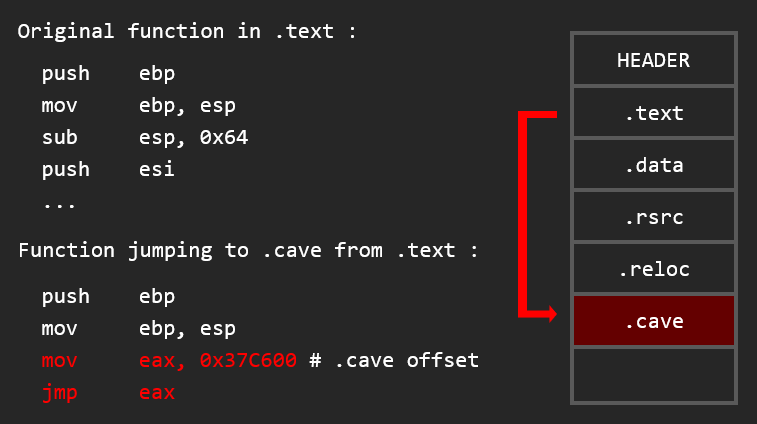 Original function in .text :
push ebp
mov ebp, esp
sub esp, 0x64
push esi
...
Function jumping to .cave from .text :
push ebp
mov ebp, esp
mov eax, 0x37C600 # .cave offset
jmp eax
HEADER
.text
.data
.rsrc
.reloc
.cave